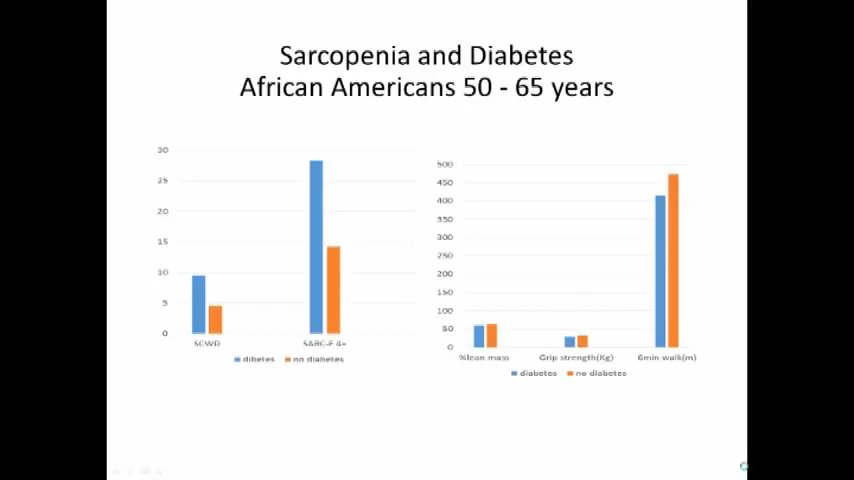 Sarcopenia and Diabetes
African Americans 50 - 65 years
30
25
20
15
10
5
0
SCWD
SARC-F 4+
dibetes
no diabetes
500
450
400
350
300
250
200
150
100
50
0
%lean mass
Grip strength(Kg)
6min walk(m)
diabetes
no diabetes